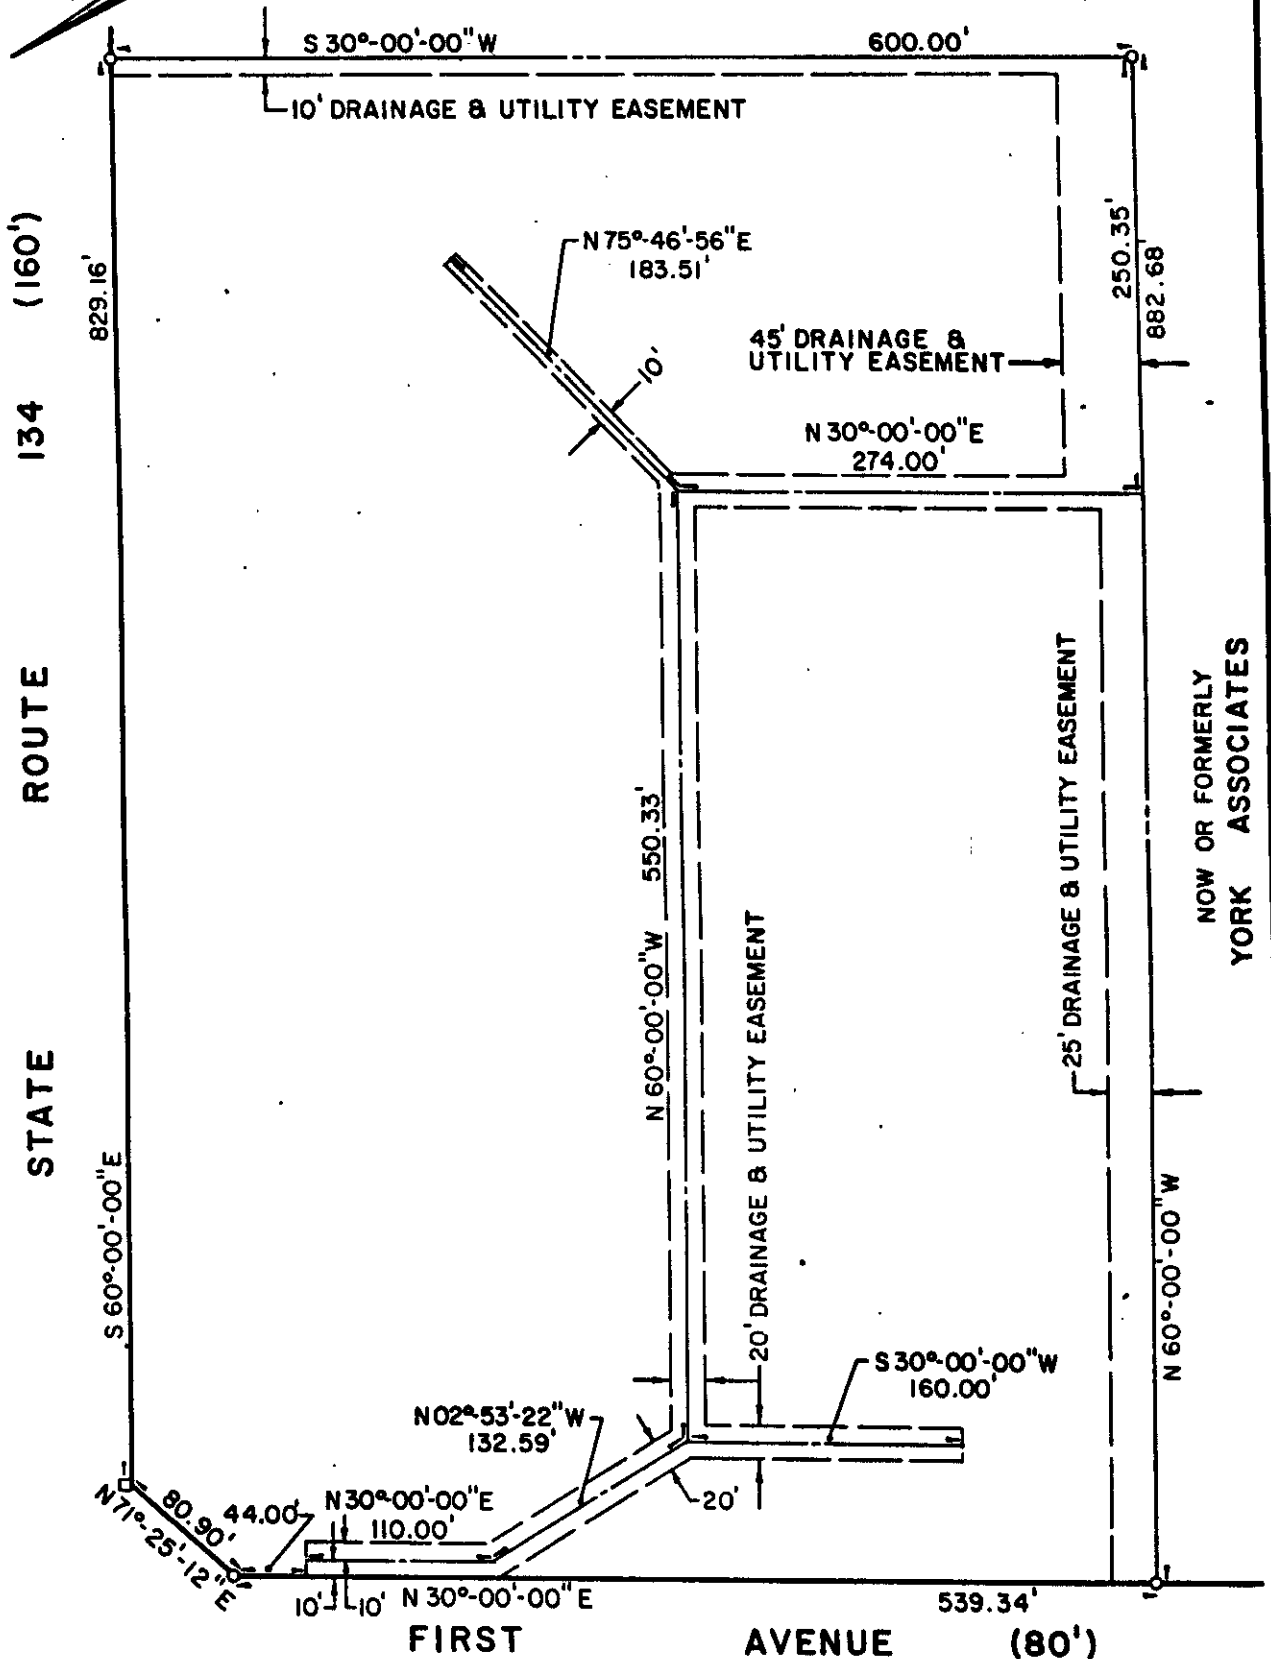 S 30°-00'-00" W
600.00'
10' DRAINAGE & UTILITY EASEMENT
STATE ROUTE 134 (160')
829.16'
S 60°-00'-00" E
N 75°-46'-56" E
183.51'
10'
250.35'
882.68'
45' DRAINAGE &
UTILITY EASEMENT
N 30°-00'-00" E
274.00'
N 60°-00'-00" W 550.33'
20' DRAINAGE & UTILITY EASEMENT
25' DRAINAGE & UTILITY EASEMENT
NOW OR FORMERLY
YORK ASSOCIATES
N 60°-00'-00" W
S 30°-00'-00" W
160.00'
N 02°-53'-22" W
132.59'
20'
80.90'
N 71°-25'-12" E
44.00'
N 30°-00'-00" E
110.00'
10'
10'
N 30°-00'-00" E
539.34'
FIRST AVENUE (80')